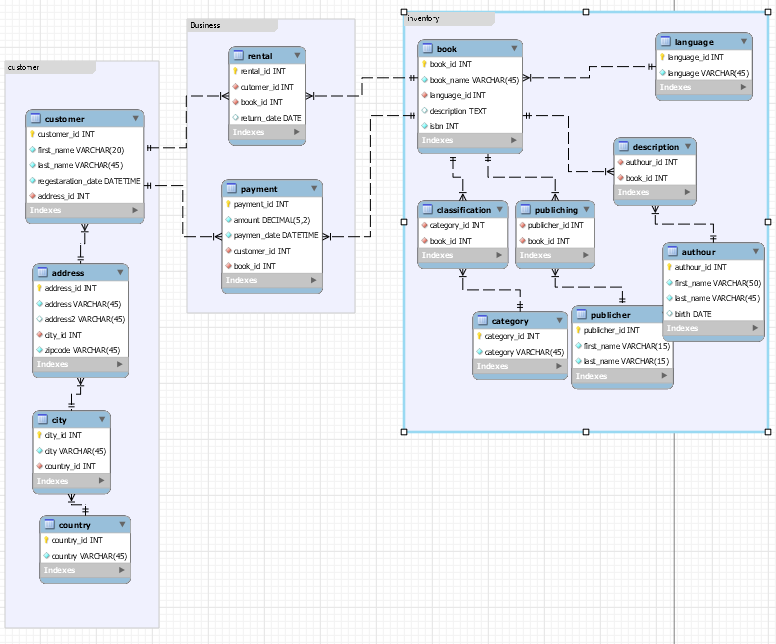 customer
customer
customer_id INT
first_name VARCHAR(20)
last_name VARCHAR(45)
regestaration_date DATETIME
address_id INT
Indexes
address
address_id INT
address VARCHAR(45)
address2 VARCHAR(45)
city_id INT
zipcode VARCHAR(45)
Indexes
city
city_id INT
city VARCHAR(45)
country_id INT
Indexes
country
country_id INT
country VARCHAR(45)
Indexes
Business
rental
rental_id INT
cutomer_id INT
book_id INT
return_date DATE
Indexes
payment
payment_id INT
amount DECIMAL(5,2)
paymen_date DATETIME
customer_id INT
book_id INT
Indexes
inventory
book
book_id INT
book_name VARCHAR(45)
language_id INT
description TEXT
isbn INT
Indexes
language
language_id INT
language VARCHAR(45)
Indexes
description
authour_id INT
book_id INT
Indexes
classification
category_id INT
book_id INT
Indexes
publiching
publicher_id INT
book_id INT
Indexes
authour
authour_id INT
first_name VARCHAR(50)
last_name VARCHAR(45)
birth DATE
Indexes
category
category_id INT
category VARCHAR(45)
Indexes
publicher
publicher_id INT
first_name VARCHAR(15)
last_name VARCHAR(15)
Indexes